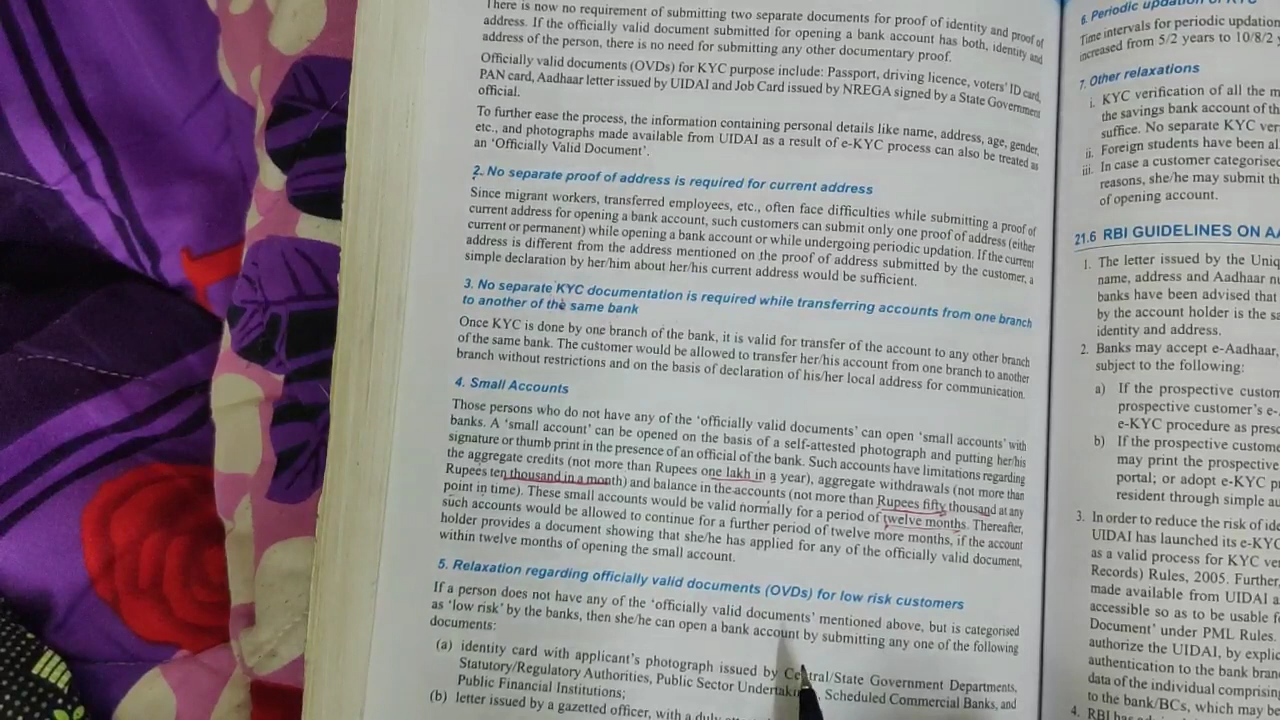 There is now no requirement of submitting two separate documents for proof of identity and proof of
address. If the officially valid document submitted for opening a bank account has both, identity and
address of the person, there is no need for submitting any other documentary proof.
Officially valid documents (OVDs) for KYC purpose include: Passport, driving licence, voters' ID card,
PAN card, Aadhaar letter issued by UIDAI and Job Card issued by NREGA signed by a State Government
official.
To further ease the process, the information containing personal details like name, address, age, gender,
etc., and photographs made available from UIDAI as a result of e-KYC process can also be treated as
an 'Officially Valid Document'.
2. No separate proof of address is required for current address
Since migrant workers, transferred employees, etc., often face difficulties while submitting a proof of
current address for opening a bank account, such customers can submit only one proof of address (either
current or permanent) while opening a bank account or while undergoing periodic updation. If the current
address is different from the address mentioned on the proof of address submitted by the customer, a
simple declaration by her/him about her/his current address would be sufficient.
3. No separate KYC documentation is required while transferring accounts from one branch
to another of the same bank
Once KYC is done by one branch of the bank, it is valid for transfer of the account to any other branch
of the same bank. The customer would be allowed to transfer her/his account from one branch to another
branch without restrictions and on the basis of declaration of his/her local address for communication.
4. Small Accounts
Those persons who do not have any of the 'officially valid documents' can open 'small accounts' with
banks. A 'small account' can be opened on the basis of a self-attested photograph and putting her/his
signature or thumb print in the presence of an official of the bank. Such accounts have limitations regarding
the aggregate credits (not more than Rupees one lakh in a year), aggregate withdrawals (not more than
Rupees ten thousand in a month) and balance in the accounts (not more than Rupees fifty thousand at any
point in time). These small accounts would be valid normally for a period of twelve months. Thereafter,
such accounts would be allowed to continue for a further period of twelve more months, if the account
holder provides a document showing that she/he has applied for any of the officially valid document,
within twelve months of opening the small account.
5. Relaxation regarding officially valid documents (OVDs) for low risk customers
If a person does not have any of the 'officially valid documents' mentioned above, but is categorised
as 'low risk' by the banks, then she/he can open a bank account by submitting any one of the following
documents:
(a) identity card with applicant's photograph issued by Central/State Government Departments,
Statutory/Regulatory Authorities, Public Sector Scheduled Commercial Banks, and
Public Financial Institutions;
(b) letter issued by a gazetted officer, with a
6. Periodic
Time intervals for periodic updation
increased from 5/2 years to 10/8/2
7. Other relaxations
i. KYC verification of all the
the savings bank account of
suffice. No separate KYC
ii. Foreign students have been
iii. In case a customer
reasons, she/he may submit
of opening account.
21.6 RBI GUIDELINES ON
1. The letter issued by the
name, address and Aadhaar
banks have been advised that
by the account holder is the
identity and address.
2. Banks may accept e-Aadhaar,
subject to the following:
a) If the prospective
prospective customer's
e-KYC procedure as
b) If the prospective
may print the prospective
portal; or adopt e-KYC
resident through simple
3. In order to reduce the risk of
UIDAI has launched its
as a valid process for KYC
Records) Rules, 2005. Further,
made available from UIDAI
accessible so as to be usable
Document' under PML Rules.
authorize the UIDAI, by
authentication to the bank
data of the individual
to the bank/BCs, which may be
4. RBI has